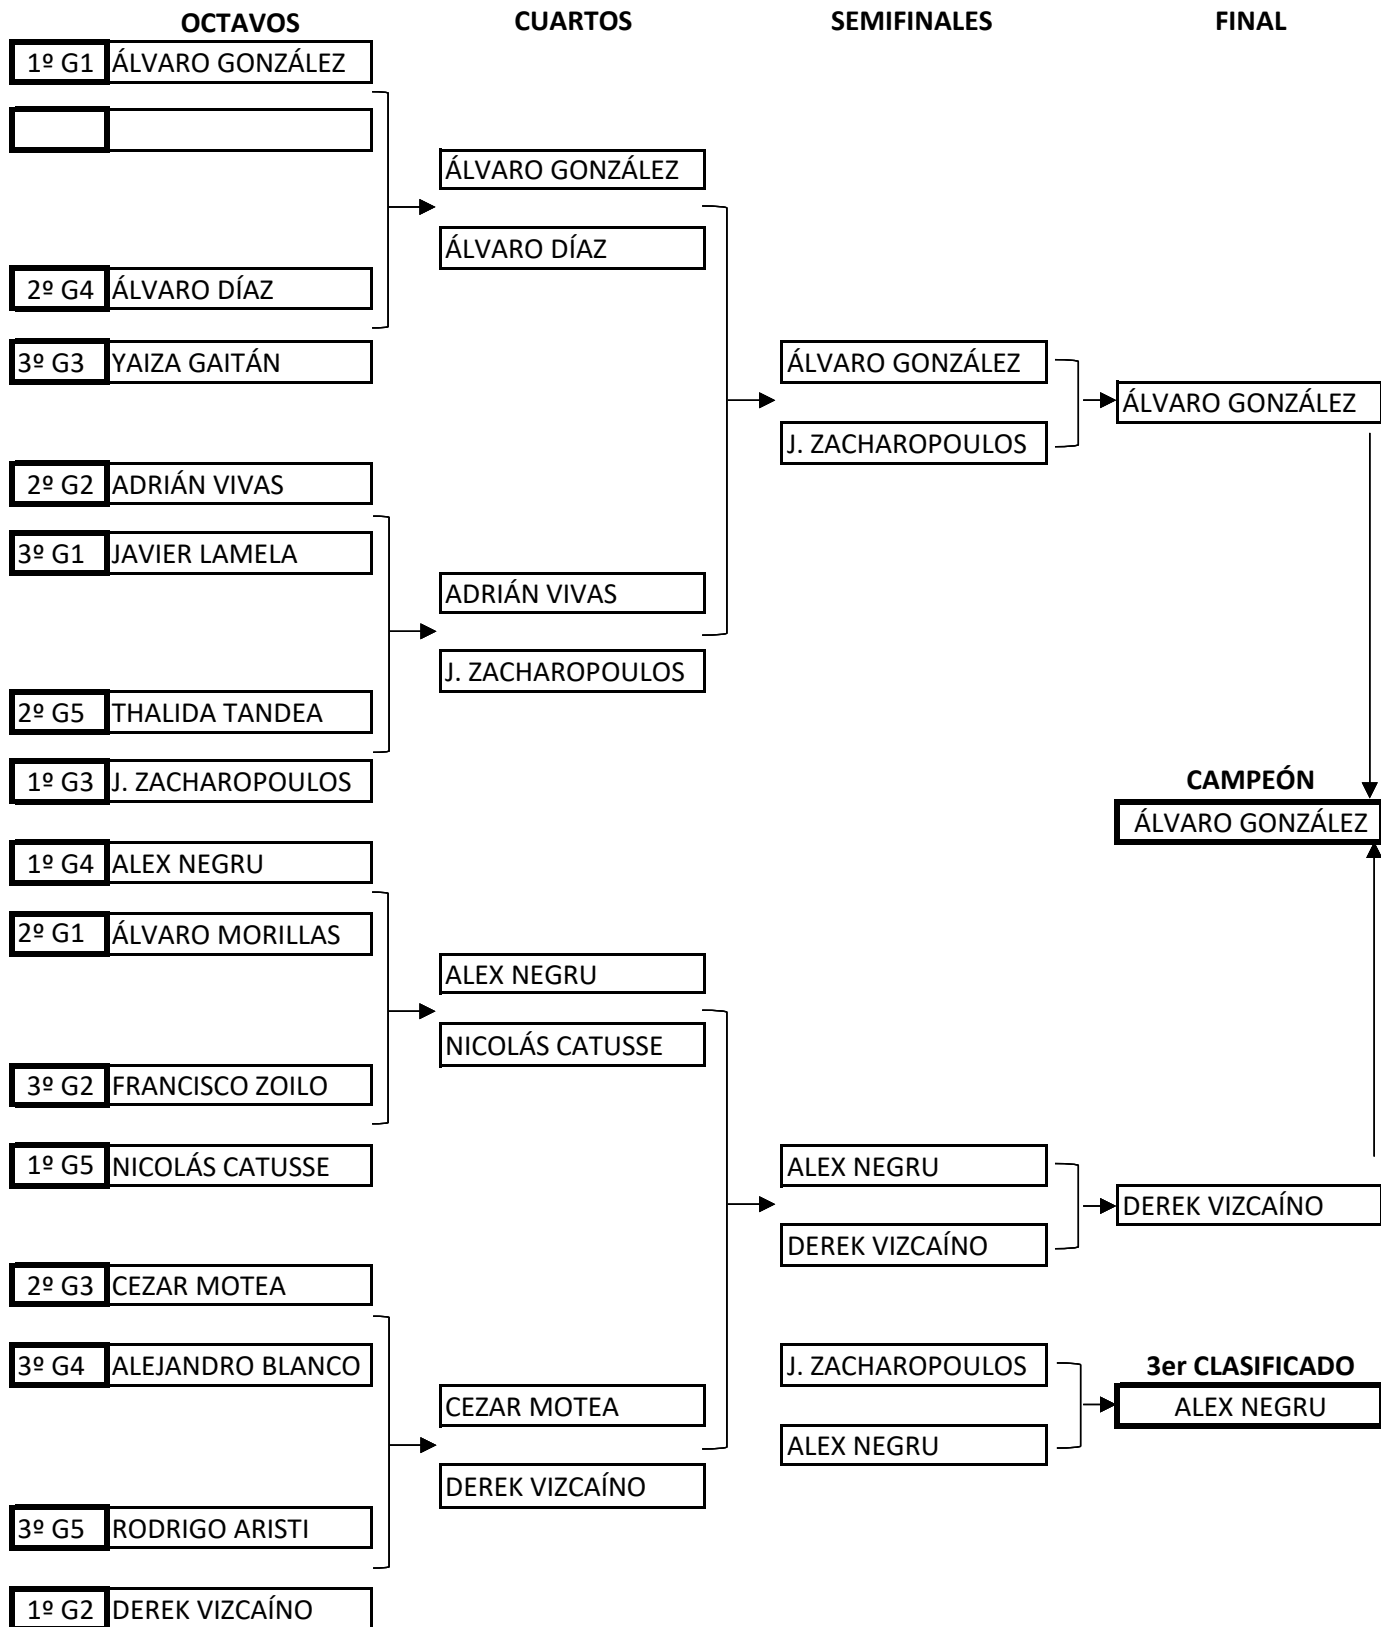 OCTAVOS CUARTOS SEMIFINALES FINAL
1º G1 ÁLVARO GONZÁLEZ
ÁLVARO GONZÁLEZ
ÁLVARO DÍAZ
2º G4 ÁLVARO DÍAZ
3º G3 YAIZA GAITÁN ÁLVARO GONZÁLEZ
ÁLVARO GONZÁLEZ
J. ZACHAROPOULOS
2º G2 ADRIÁN VIVAS
3º G1 JAVIER LAMELA
ADRIÁN VIVAS
J. ZACHAROPOULOS
2º G5 THALIDA TANDEA
1º G3 J. ZACHAROPOULOS CAMPEÓN
ÁLVARO GONZÁLEZ
1º G4 ALEX NEGRU
2º G1 ÁLVARO MORILLAS
ALEX NEGRU
NICOLÁS CATUSSE
3º G2 FRANCISCO ZOILO
1º G5 NICOLÁS CATUSSE ALEX NEGRU
DEREK VIZCAÍNO
DEREK VIZCAÍNO
2º G3 CEZAR MOTEA
3º G4 ALEJANDRO BLANCO J. ZACHAROPOULOS 3er CLASIFICADO
CEZAR MOTEA ALEX NEGRU
ALEX NEGRU
DEREK VIZCAÍNO
3º G5 RODRIGO ARISTI
1º G2 DEREK VIZCAÍNO